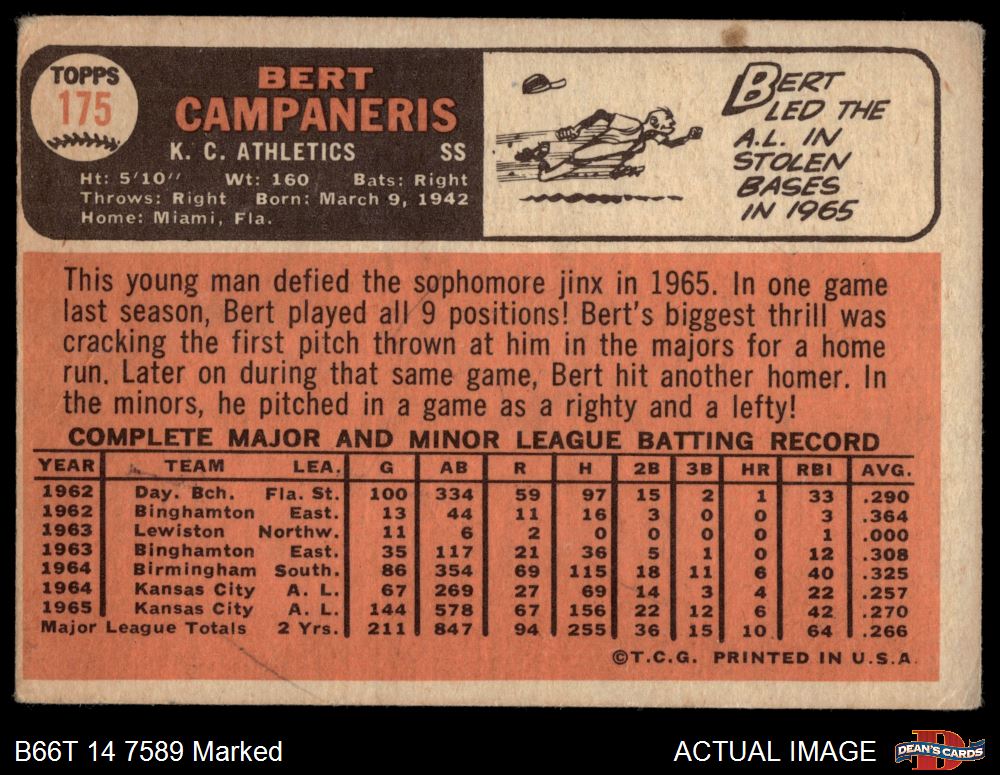 TOPPS
175
BERT
CAMPANERIS
K. C. ATHLETICS SS
Ht: 5'10" Wt: 160 Bats: Right
Throws: Right Born: March 9, 1942
Home: Miami, Fla.
BERT
LED THE
A.L. IN
STOLEN
BASES
IN 1965
This young man defied the sophomore jinx in 1965. In one game
last season, Bert played all 9 positions! Bert's biggest thrill was
cracking the first pitch thrown at him in the majors for a home
run. Later on during that same game, Bert hit another homer. In
the minors, he pitched in a game as a righty and a lefty!
COMPLETE MAJOR AND MINOR LEAGUE BATTING RECORD
YEAR TEAM LEA. G AB R H 2B 3B HR RBI AVG.
1962 Day. Bch. Fla. St. 100 334 59 97 15 2 1 33 .290
1962 Binghamton East. 13 44 11 16 3 0 0 3 .364
1963 Lewiston Northw. 11 6 2 0 0 0 0 1 .000
1963 Binghamton East. 35 117 21 36 5 1 0 12 .308
1964 Birmingham South. 86 354 69 115 18 11 6 40 .325
1964 Kansas City A. L. 67 269 27 69 14 3 4 22 .257
1965 Kansas City A. L. 144 578 67 156 22 12 6 42 .270
Major League Totals 2 Yrs. 211 847 94 255 36 15 10 64 .266
©T.C.G. PRINTED IN U.S.A.
B66T 14 7589 Marked
ACTUAL IMAGE
D
DEAN'S CARDS